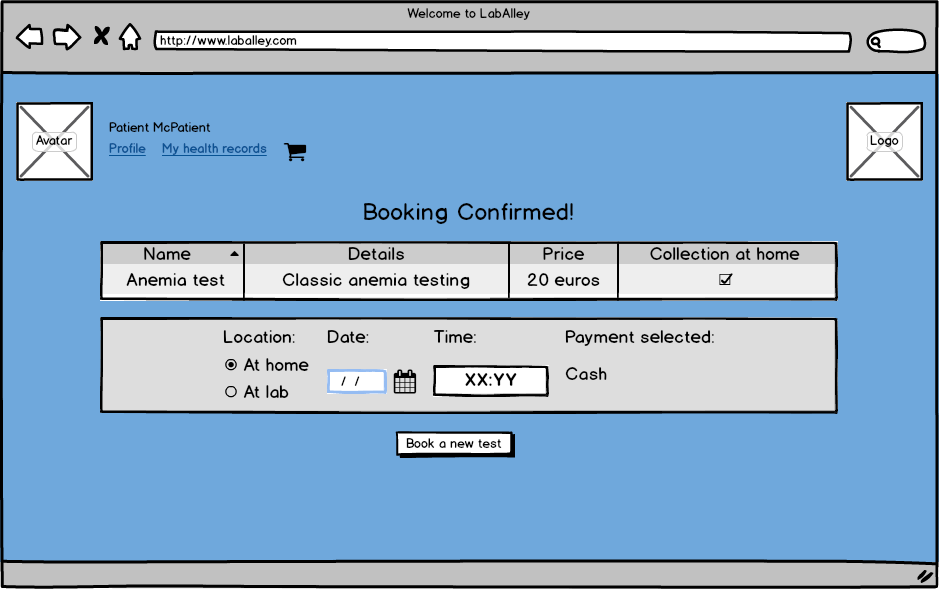 Welcome to LabAlley
http://www.laballey.com
Avatar
Patient McPatient
Profile My health records
Logo
Booking Confirmed!
Name Details Price Collection at home
Anemia test Classic anemia testing 20 euros
Location: Date: Time: Payment selected:
At home / / XX:YY Cash
At lab
Book a new test